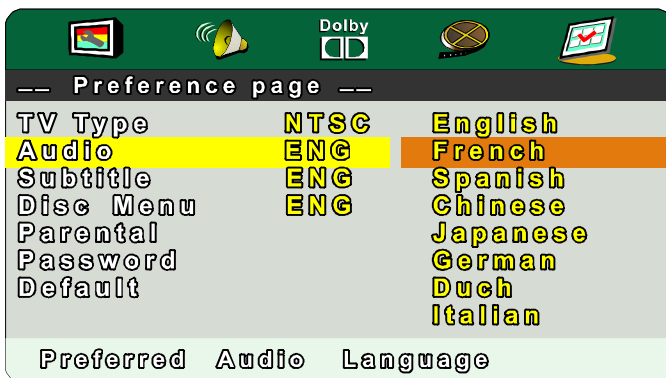 Dolby
-- Preference page --
TV Type NTSC English
Audio ENG French
Subtitle ENG Spanish
Disc Menu ENG Chinese
Parental Japanese
Password German
Default Duch
Italian
Preferred Audio Language